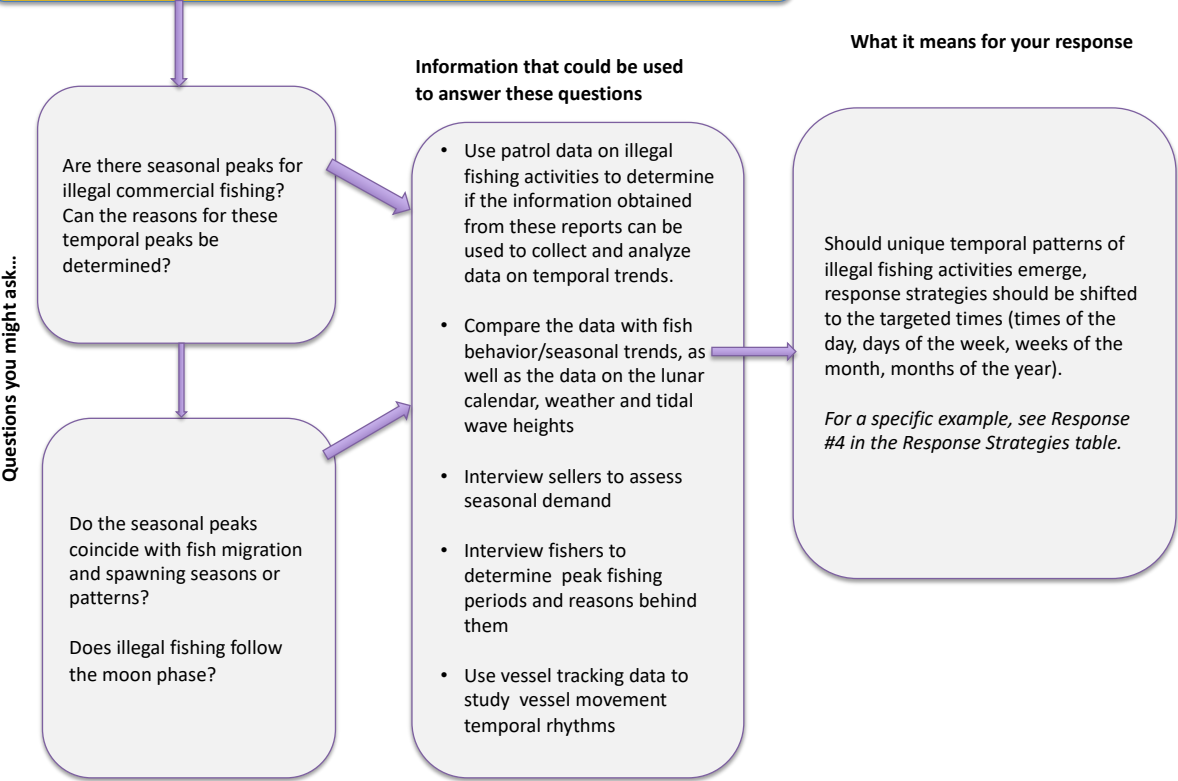 What it means for your response
Information that could be used
to answer these questions
Questions you might ask…
Are there seasonal peaks for
illegal commercial fishing?
Can the reasons for these
temporal peaks be
determined?
Do the seasonal peaks
coincide with fish migration
and spawning seasons or
patterns?
Does illegal fishing follow
the moon phase?
• Use patrol data on illegal
fishing activities to determine
if the information obtained
from these reports can be
used to collect and analyze
data on temporal trends.
• Compare the data with fish
behavior/seasonal trends, as
well as the data on the lunar
calendar, weather and tidal
wave heights
• Interview sellers to assess
seasonal demand
• Interview fishers to
determine peak fishing
periods and reasons behind
them
• Use vessel tracking data to
study vessel movement
temporal rhythms
Should unique temporal patterns of
illegal fishing activities emerge,
response strategies should be shifted
to the targeted times (times of the
day, days of the week, weeks of the
month, months of the year).
For a specific example, see Response
#4 in the Response Strategies table.